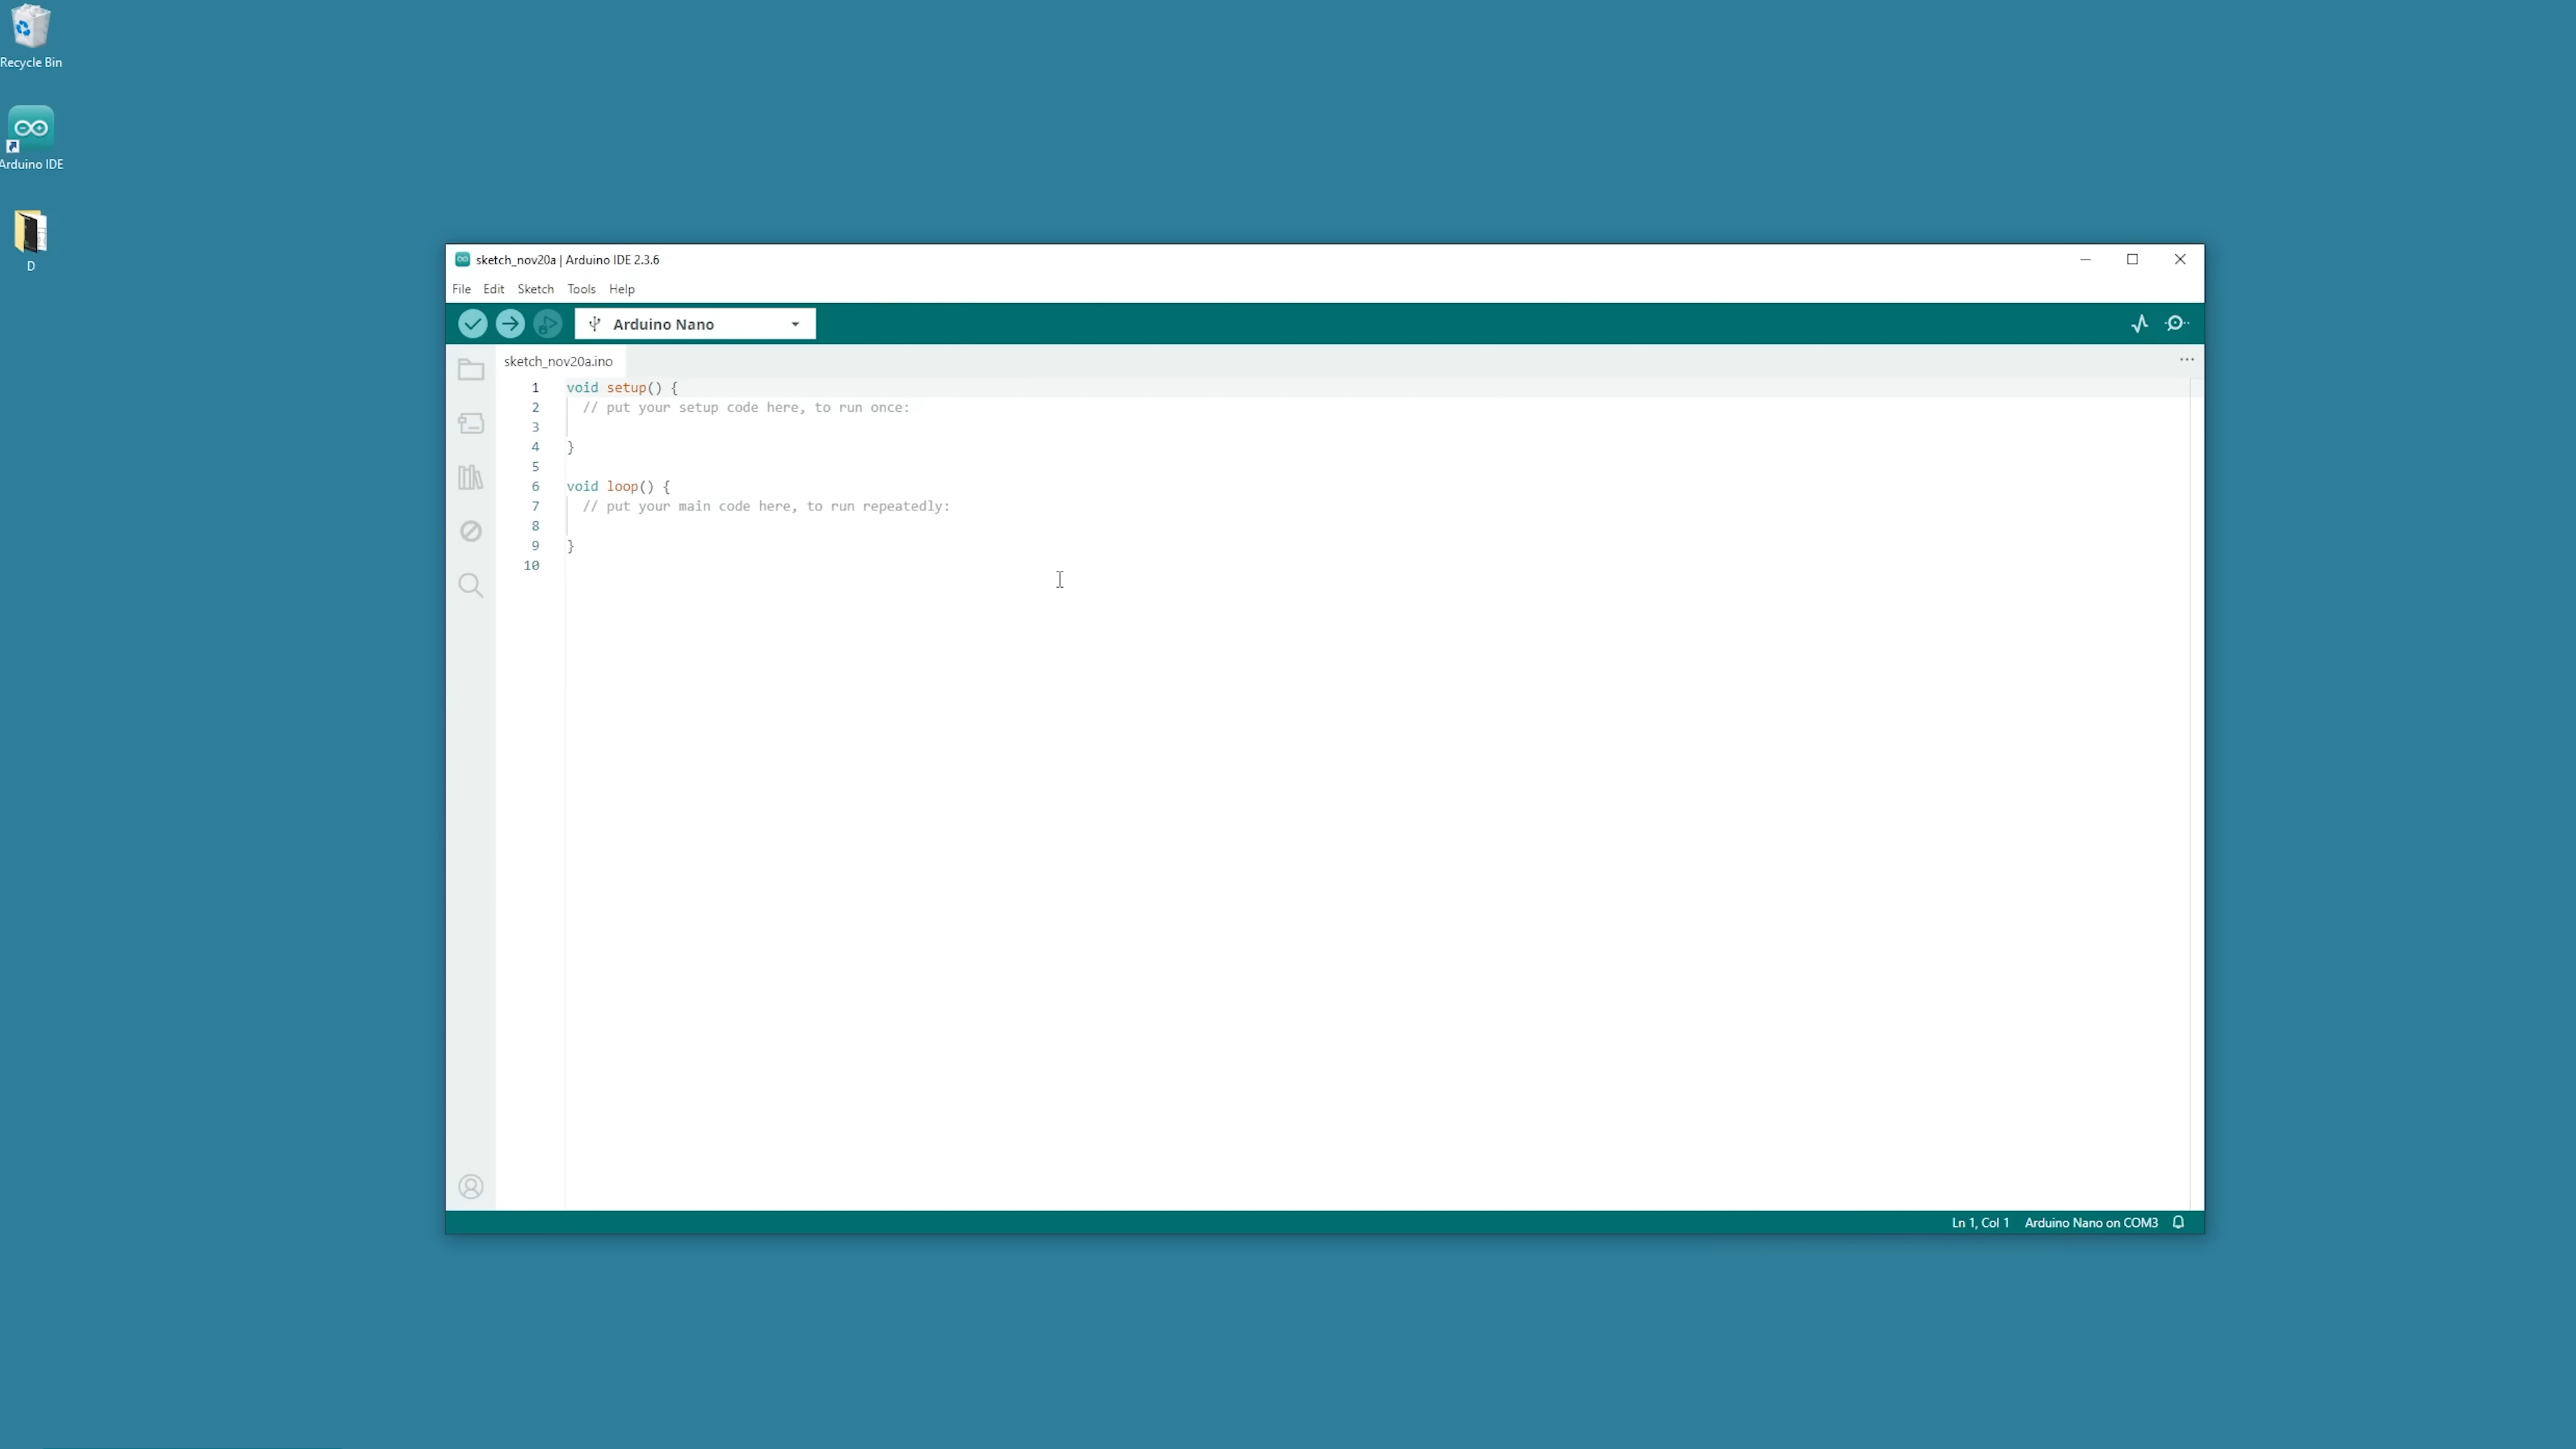 Recycle Bin
Arduino IDE
D
sketch_nov20a | Arduino IDE 2.3.6
File Edit Sketch Tools Help
Arduino Nano
sketch_nov20a.ino
1 void setup() {
2 // put your setup code here, to run once:
3
4 }
5
6 void loop() {
7 // put your main code here, to run repeatedly:
8
9 }
10
Ln 1, Col 1 Arduino Nano on COM3